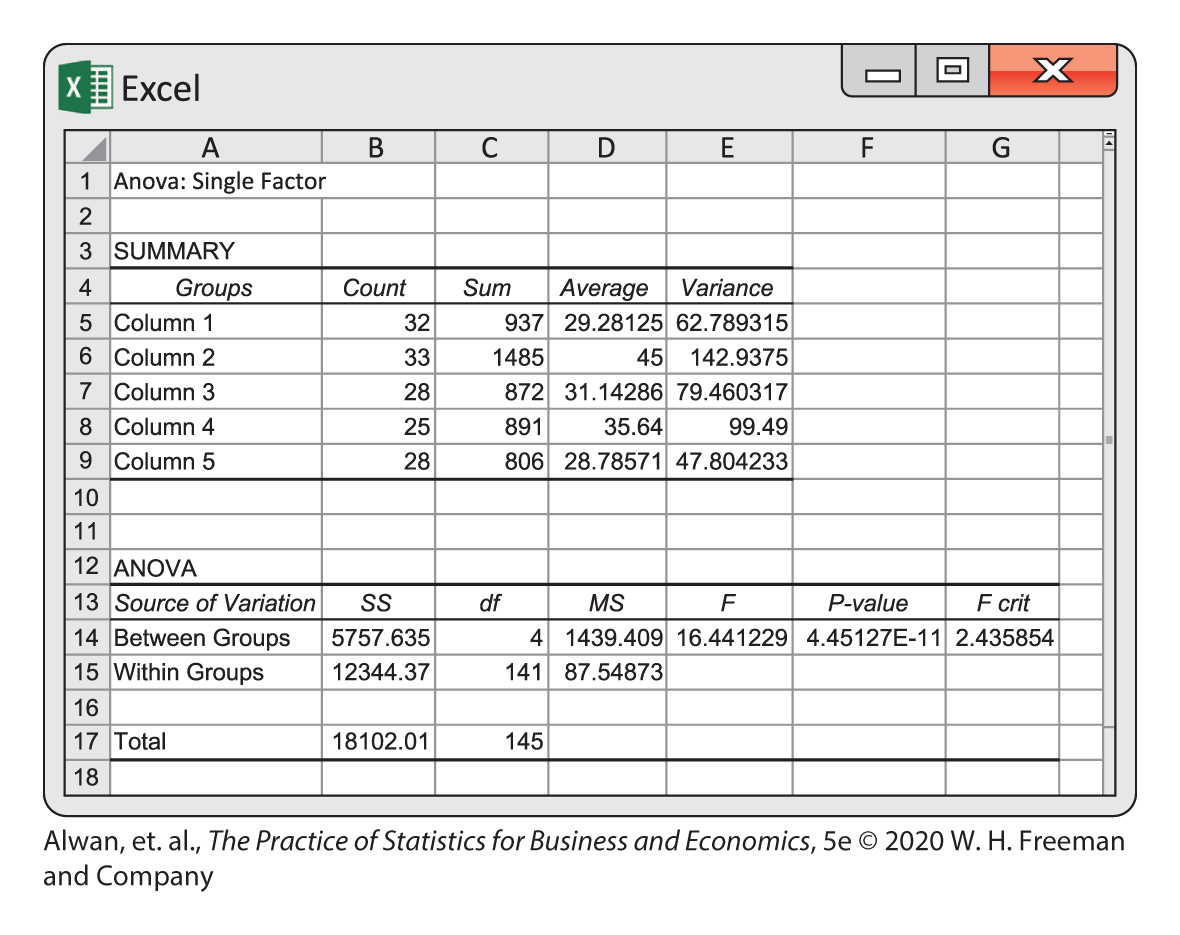 Excel
A B C D E F G
1 Anova: Single Factor
2
3 SUMMARY
4 Groups Count Sum Average Variance
5 Column 1 32 937 29.28125 62.789315
6 Column 2 33 1485 45 142.9375
7 Column 3 28 872 31.14286 79.460317
8 Column 4 25 891 35.64 99.49
9 Column 5 28 806 28.78571 47.804233
10
11
12 ANOVA
13 Source of Variation SS df MS F P-value F crit
14 Between Groups 5757.635 4 1439.409 16.441229 4.45127E-11 2.435854
15 Within Groups 12344.37 141 87.54873
16
17 Total 18102.01 145
18
Alwan, et. al., The Practice of Statistics for Business and Economics, 5e © 2020 W. H. Freeman
and Company